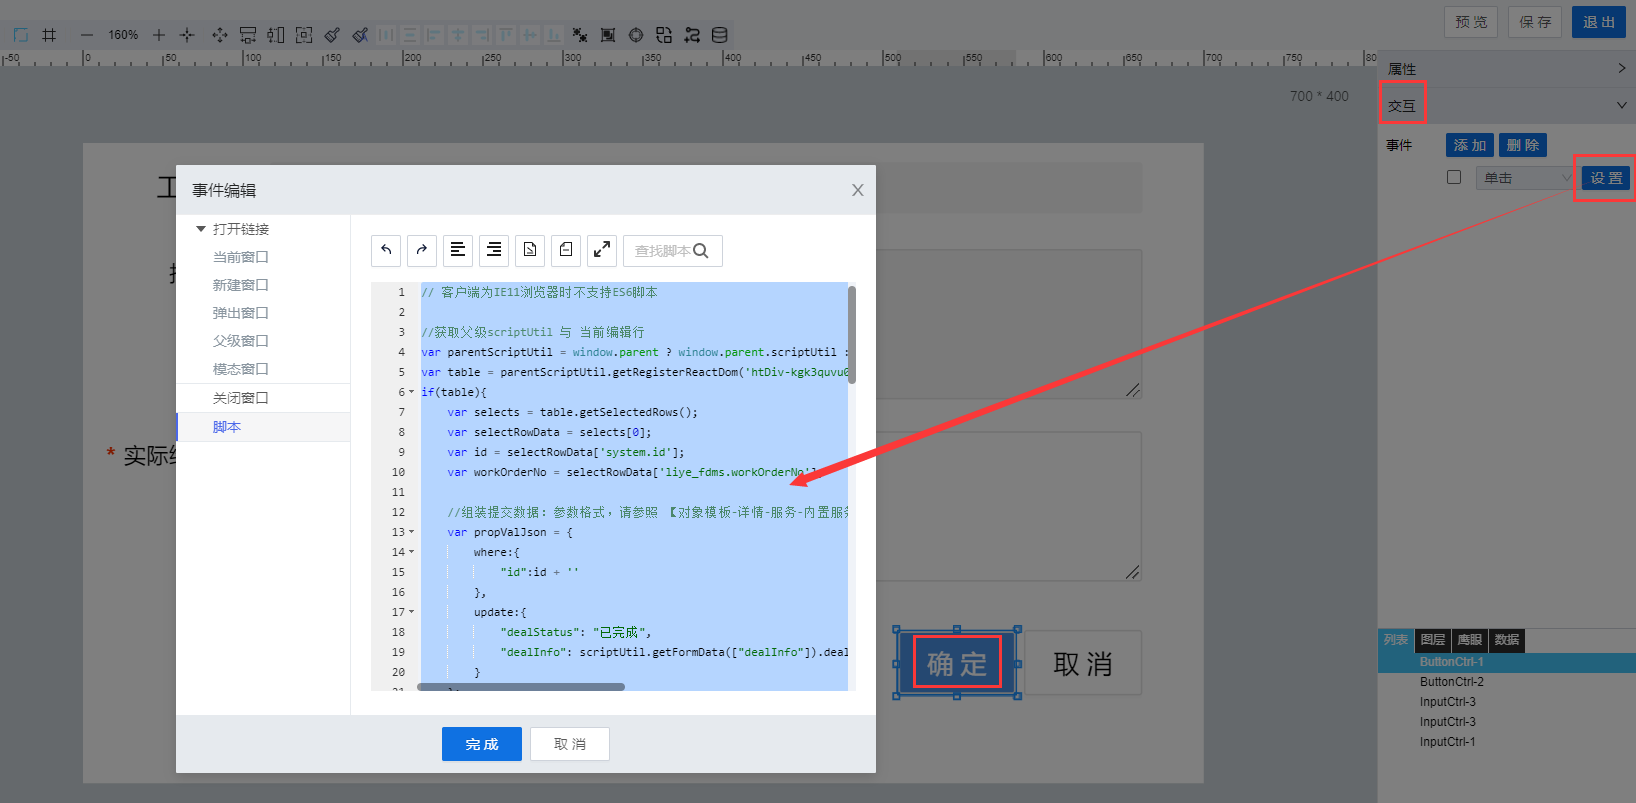 预 览
保 存
退 出
160%
-50
0
50
100
150
200
250
300
350
400
450
500
550
600
650
700
750
80
700 * 400
属性
交互
事件
添 加
删 除
单击
设 置
工
* 实际
确 定
取 消
事件编辑
X
打开链接
当前窗口
新建窗口
弹出窗口
父级窗口
模态窗口
关闭窗口
脚本
查找脚本
1 // 客户端为IE11浏览器时不支持ES6脚本
2
3 //获取父级scriptUtil 与 当前编辑行
4 var parentScriptUtil = window.parent ? window.parent.scriptUtil :
5 var table = parentScriptUtil.getRegisterReactDom('htDiv-kgk3quvu0
6 if(table){
7 var selects = table.getSelectedRows();
8 var selectRowData = selects[0];
9 var id = selectRowData['system.id'];
10 var workOrderNo = selectRowData['liye_fdms.workOrderNo'];
11
12 //组装提交数据: 参数格式，请参照 【对象模板-详情-服务-内置服务
13 var propValJson = {
14 where:{
15 "id":id + ''
16 },
17 update:{
18 "dealStatus": "已完成",
19 "dealInfo": scriptUtil.getFormData(["dealInfo"]).deal
20 }
21 };
完 成
取 消
列表
图层
鹰眼
数据
ButtonCtrl-1
ButtonCtrl-2
InputCtrl-3
InputCtrl-3
InputCtrl-1